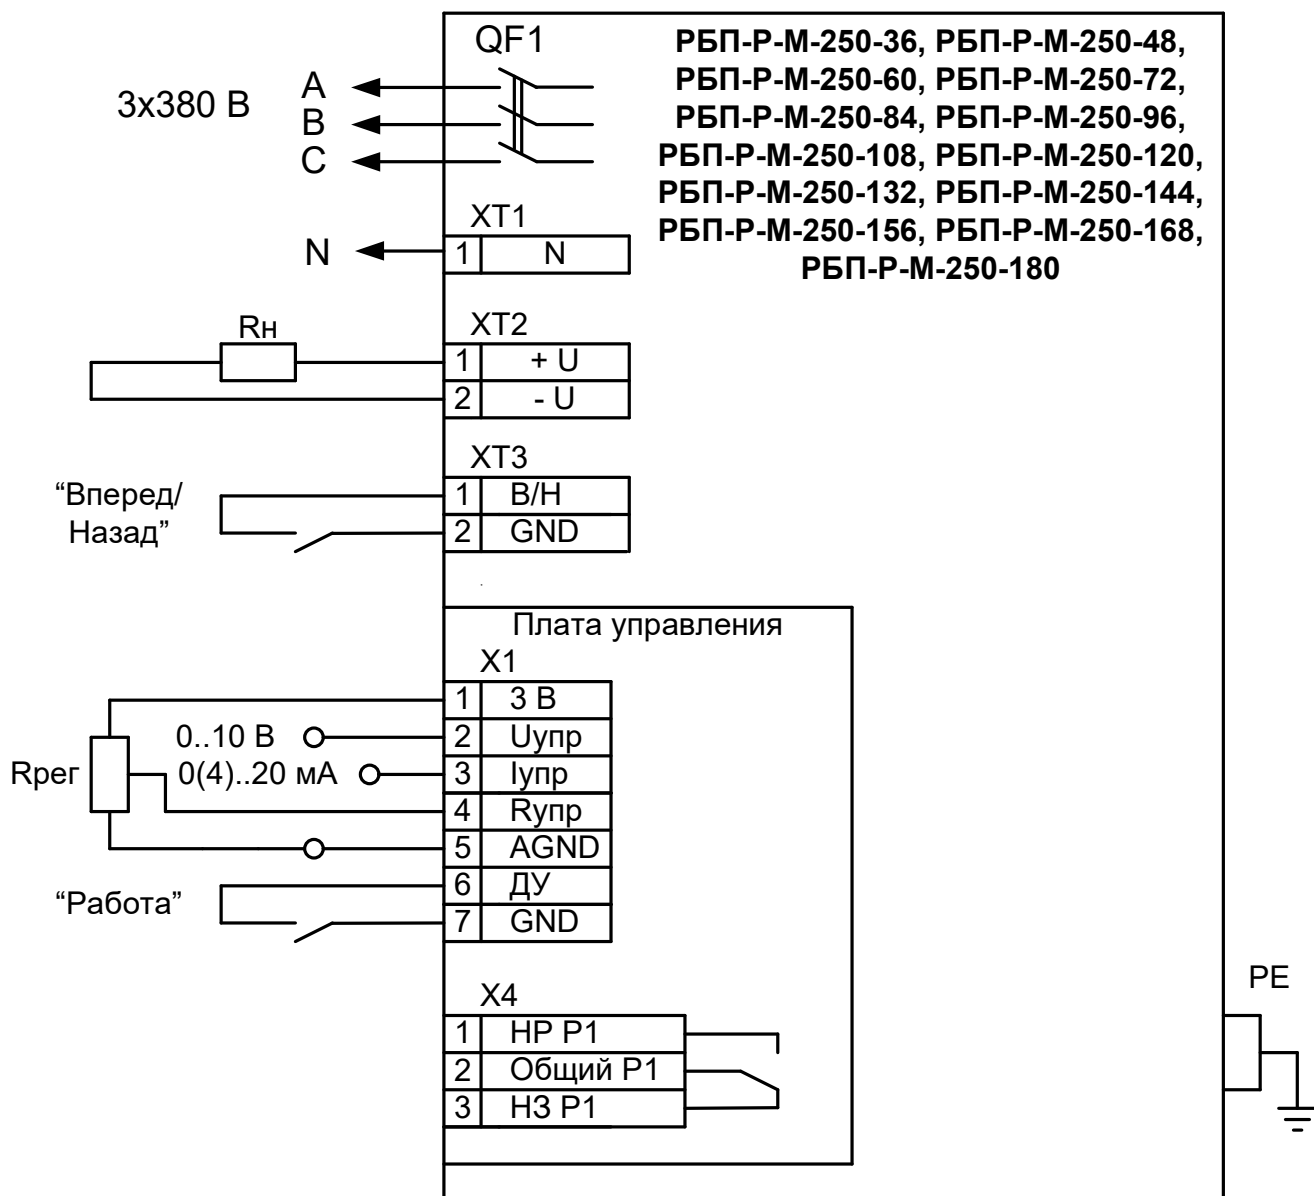 QF1
РБП-Р-М-250-36, РБП-Р-М-250-48,
РБП-Р-М-250-60, РБП-Р-М-250-72,
РБП-Р-М-250-84, РБП-Р-М-250-96,
РБП-Р-М-250-108, РБП-Р-М-250-120,
РБП-Р-М-250-132, РБП-Р-М-250-144,
РБП-Р-М-250-156, РБП-Р-М-250-168,
РБП-Р-М-250-180
3x380 В
A
B
C
XT1
N
1 N
Rн
XT2
1 + U
2 - U
XT3
“Вперед/
Назад”
1 В/Н
2 GND
Плата управления
X1
1 3 В
0..10 В 2 Uупр
Rрег 0(4)..20 мА 3 Iупр
4 Rупр
5 AGND
“Работа” 6 ДУ
7 GND
X4
1 НР Р1
2 Общий Р1
3 НЗ Р1
PE